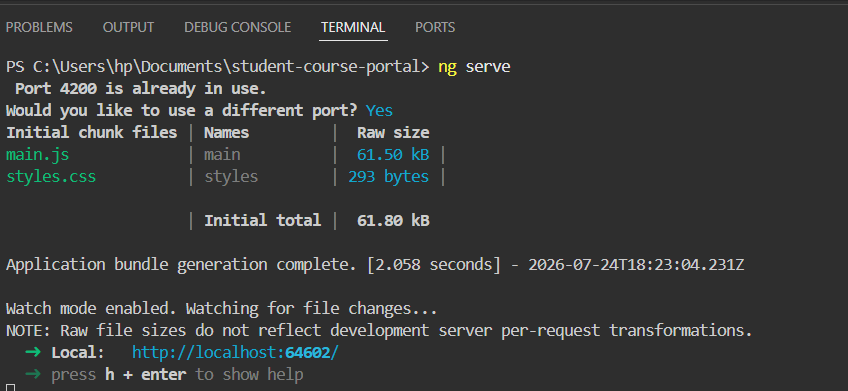 PROBLEMS OUTPUT DEBUG CONSOLE TERMINAL PORTS
PS C:\Users\hp\Documents\student-course-portal> ng serve
Port 4200 is already in use.
Would you like to use a different port? Yes
Initial chunk files | Names | Raw size
main.js | main | 61.50 kB |
styles.css | styles | 293 bytes |
| Initial total | 61.80 kB
Application bundle generation complete. [2.058 seconds] - 2026-07-24T18:23:04.231Z
Watch mode enabled. Watching for file changes...
NOTE: Raw file sizes do not reflect development server per-request transformations.
➜ Local: http://localhost:64602/
➜ press h + enter to show help